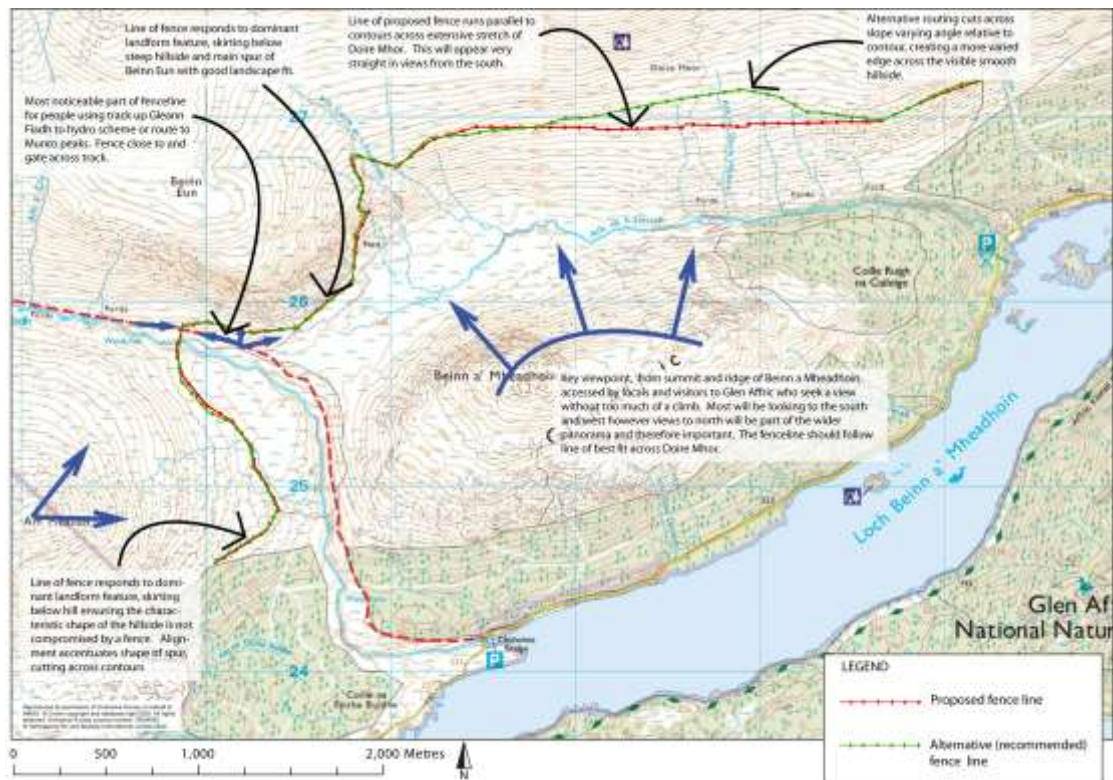 Line of fence responds to dominant
landform feature, skirting below
steep hillside and main spur of
Beinn Eun with good landscape fit.
Line of proposed fence runs parallel to
contours across extensive stretch of
Doire Mhor. This will appear very
straight in views from the south.
Alternative routing cuts across
slope varying angle relative to
contour, creating a more varied
edge across the visible smooth
hillside.
Most noticeable part of fenceline
for people using track up Gleann
Fiadh to hydro scheme or route to
Munro peaks. Fence close to and
gate across track.
Doire Mhor
27
Beinn
Eun
Fords
Ford
P
Coille Ruigh
na Cuileige
26
Fords
Fords
Waterfall
Beinn a' Mheadhoin
Key viewpoint, from summit and ridge of Beinn a Mheadhoin,
accessed by locals and visitors to Glen Affric who seek a view
without too much of a climb. Most will be looking to the south
and west however views to north will be part of the wider
panorama and therefore important. The fenceline should follow
line of best fit across Doire Mhor.
25
Loch Beinn a' Mheadhoin
Line of fence responds to domi-
nant landform feature, skirting
below hill ensuring the charac-
teristic shape of the hillside is not
compromised by a fence. Align-
ment accentuates shape of spur,
cutting across contours
Glen Af
National Natur
24
P
LEGEND
Proposed fence line
Alternative (recommended)
fence line
0 500 1,000 2,000 Metres
N